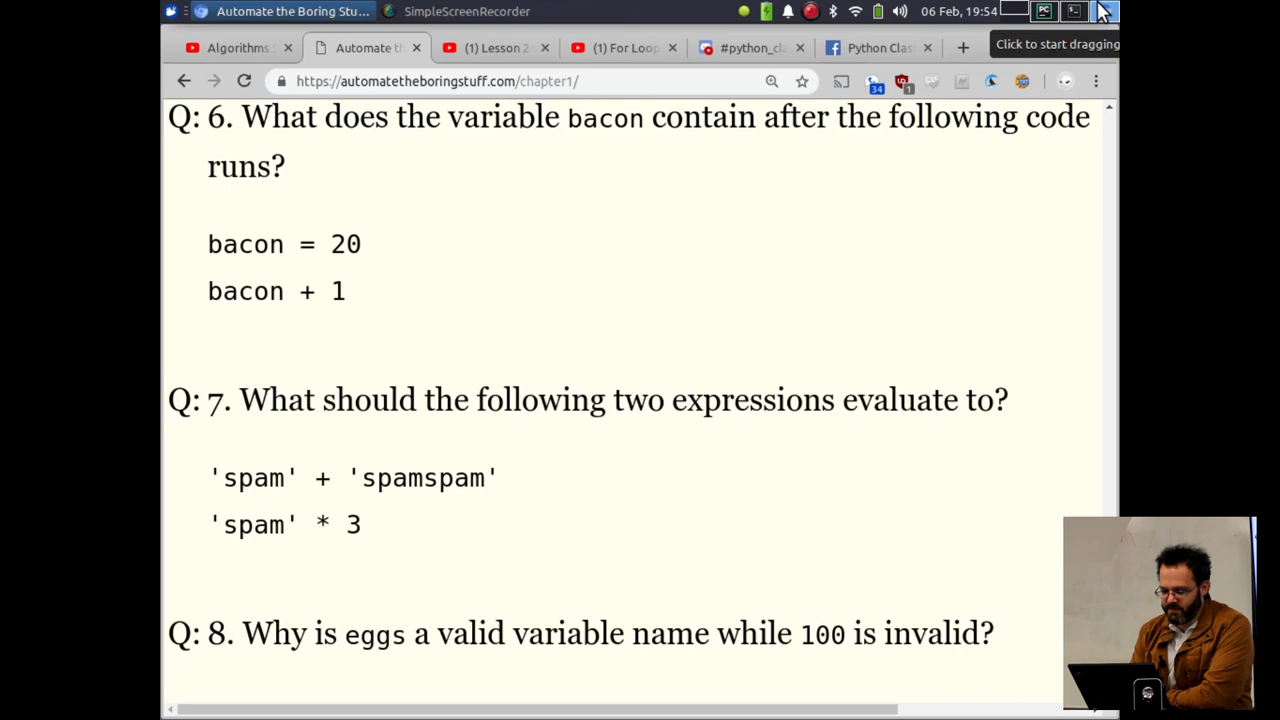 Automate the Boring Stu...
SimpleScreenRecorder
06 Feb, 19:54
Algorithms
Automate th
(1) Lesson 2
(1) For Loop
#python_cla
Python Clas
Click to start dragging
https://automatetheboringstuff.com/chapter1/
34
1
Q: 6. What does the variable bacon contain after the following code
runs?
bacon = 20
bacon + 1
Q: 7. What should the following two expressions evaluate to?
'spam' + 'spamspam'
'spam' * 3
Q: 8. Why is eggs a valid variable name while 100 is invalid?